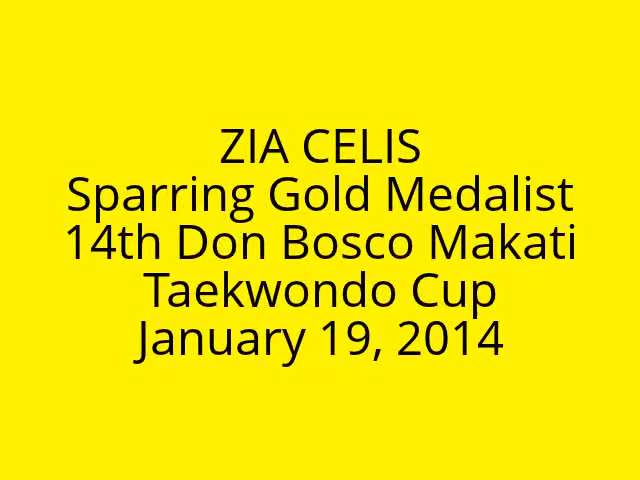 ZIA CELIS
Sparring Gold Medalist
14th Don Bosco Makati
Taekwondo Cup
January 19, 2014